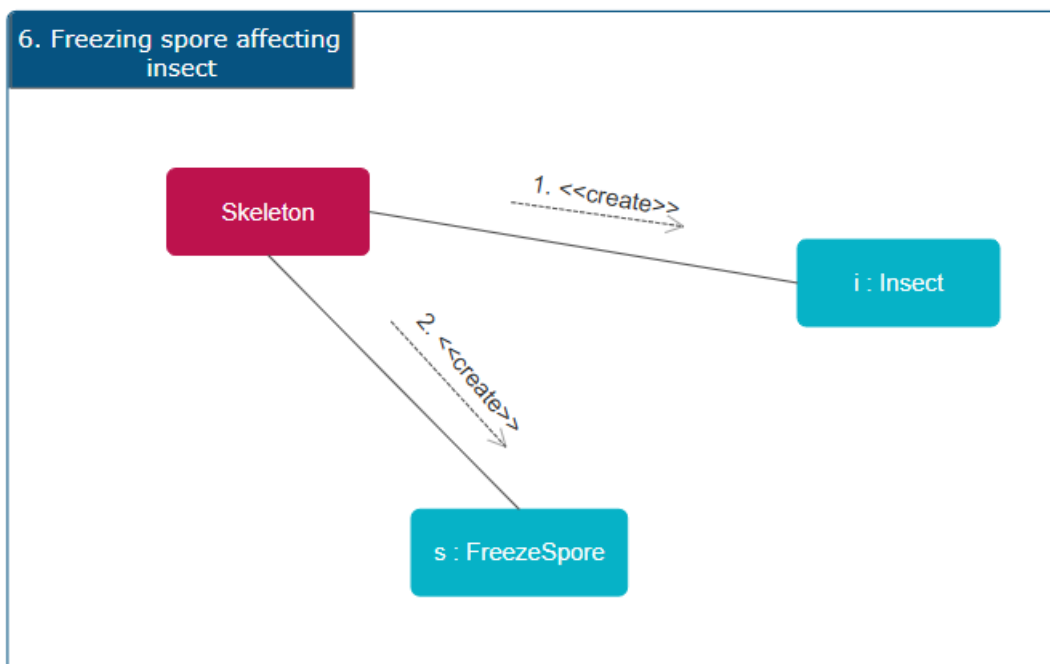 6. Freezing spore affecting
insect
Skeleton
1. <<create>>
i : Insect
2. <<create>>
s : FreezeSpore